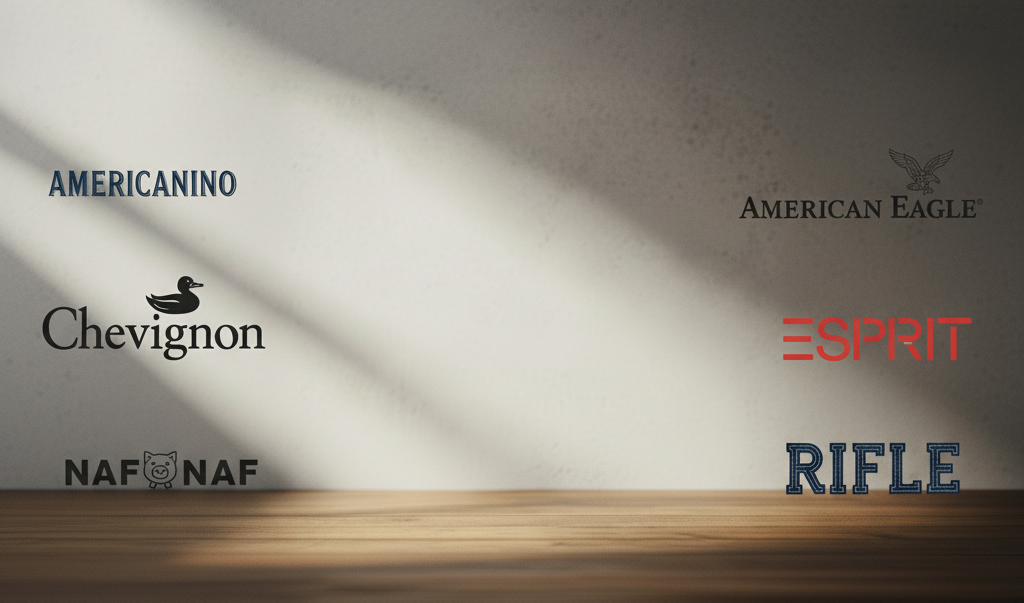 AMERICANINO
AMERICAN EAGLE®
Chevignon
ESPRIT
NAF NAF
RIFLE